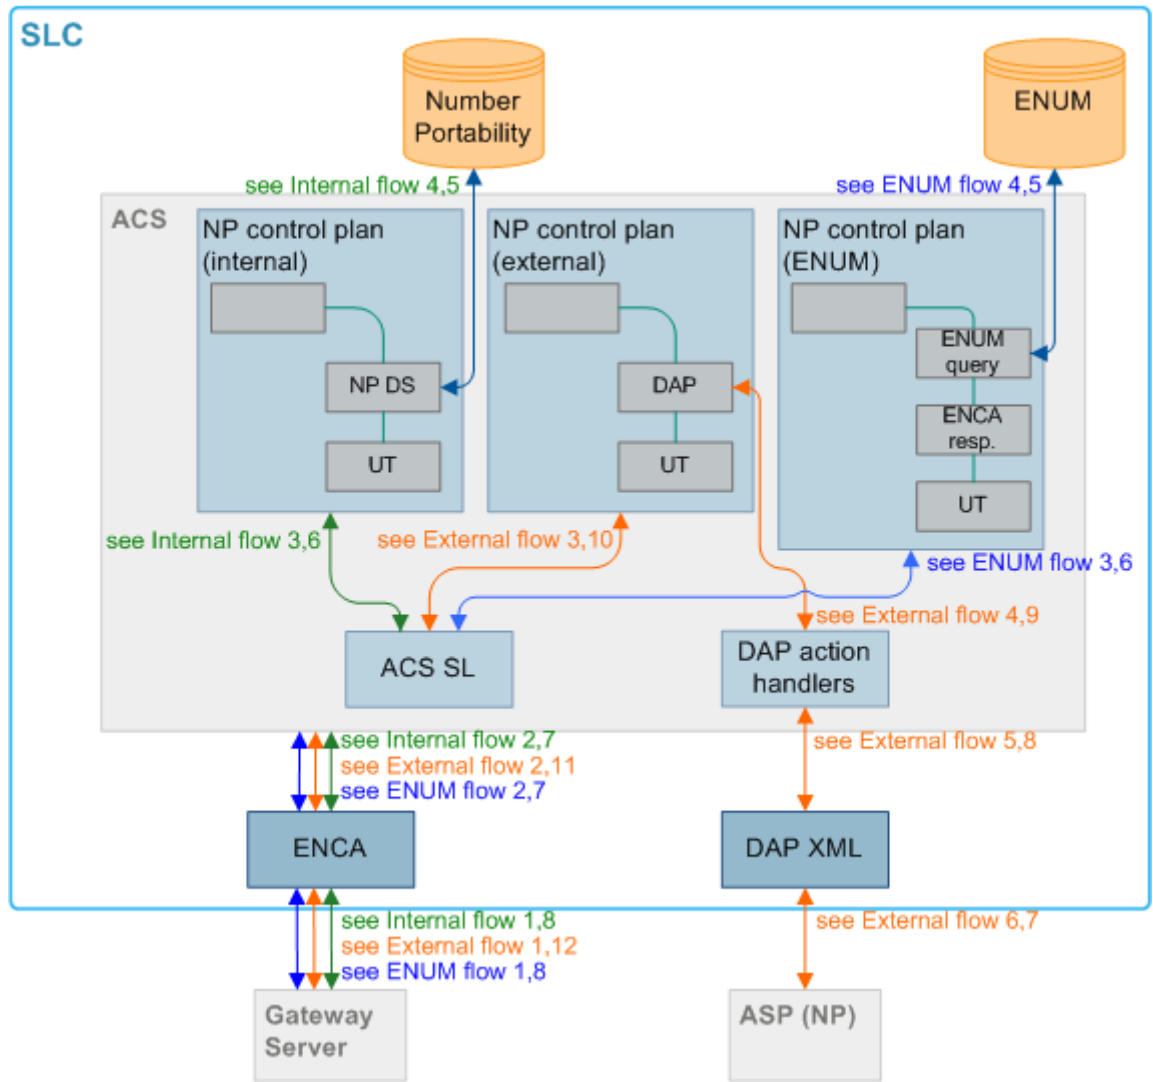 SLC
Number
Portability
ENUM
see Internal flow 4,5
see ENUM flow 4,5
ACS
NP control plan
(internal)
NP DS
UT
NP control plan
(external)
DAP
UT
NP control plan
(ENUM)
ENUM
query
ENCA
resp.
UT
see Internal flow 3,6
see External flow 3,10
see ENUM flow 3,6
see External flow 4,9
ACS SL
DAP action
handlers
see Internal flow 2,7
see External flow 2,11
see ENUM flow 2,7
see External flow 5,8
ENCA
DAP XML
see Internal flow 1,8
see External flow 1,12
see ENUM flow 1,8
see External flow 6,7
Gateway
Server
ASP (NP)